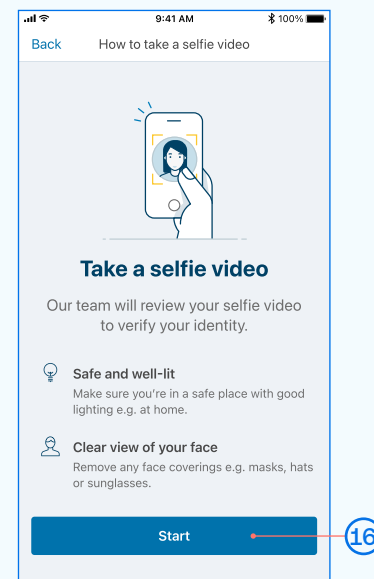 9:41 AM
100%
Back
How to take a selfie video
Take a selfie video
Our team will review your selfie video
to verify your identity.
Safe and well-lit
Make sure you're in a safe place with good
lighting e.g. at home.
Clear view of your face
Remove any face coverings e.g. masks, hats
or sunglasses.
Start
16